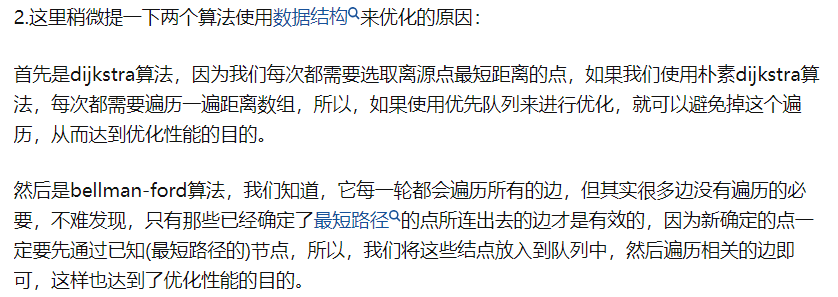 2.这里稍微提一下两个算法使用数据结构来优化的原因：
首先是dijkstra算法，因为我们每次都需要选取离源点最短距离的点，如果我们使用朴素dijkstra算
法，每次都需要遍历一遍距离数组，所以，如果使用优先队列来进行优化，就可以避免掉这个遍
历，从而达到优化性能的目的。
然后是bellman-ford算法，我们知道，它每一轮都会遍历所有的边，但其实很多边没有遍历的必
要，不难发现，只有那些已经确定了最短路径的点所连出去的边才是有效的，因为新确定的点一
定要先通过已知(最短路径的)节点，所以，我们将这些结点放入到队列中，然后遍历相关的边即
可，这样也达到了优化性能的目的。